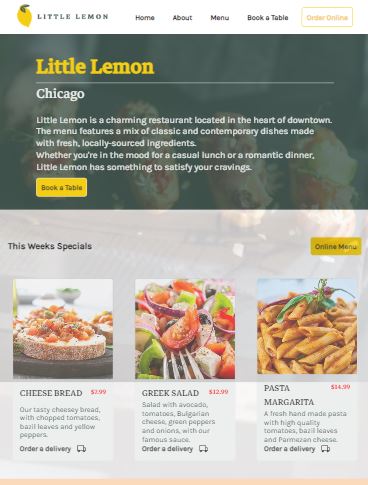 LITTLE LEMON
Home About Menu Book a Table Order Online
Little Lemon
Chicago
Little Lemon is a charming restaurant located in the heart of downtown.
The menu features a mix of classic and contemporary dishes made
with fresh, locally-sourced ingredients.
Whether you're in the mood for a casual lunch or a romantic dinner,
Little Lemon has something to satisfy your cravings.
Book a Table
This Weeks Specials
Online Menu
CHEESE BREAD $7.99
Our tasty cheesey bread,
with chopped tomatoes,
bazil leaves and yellow
peppers.
Order a delivery
GREEK SALAD $12.99
Salad with avocado,
tomatoes, Bulgarian
cheese, green peppers
and onions, with our
famous sauce.
Order a delivery
PASTA $14.99
MARGARITA
A fresh hand made pasta
with high quality
tomatoes, bazil leaves
and Parmezan cheese.
Order a delivery